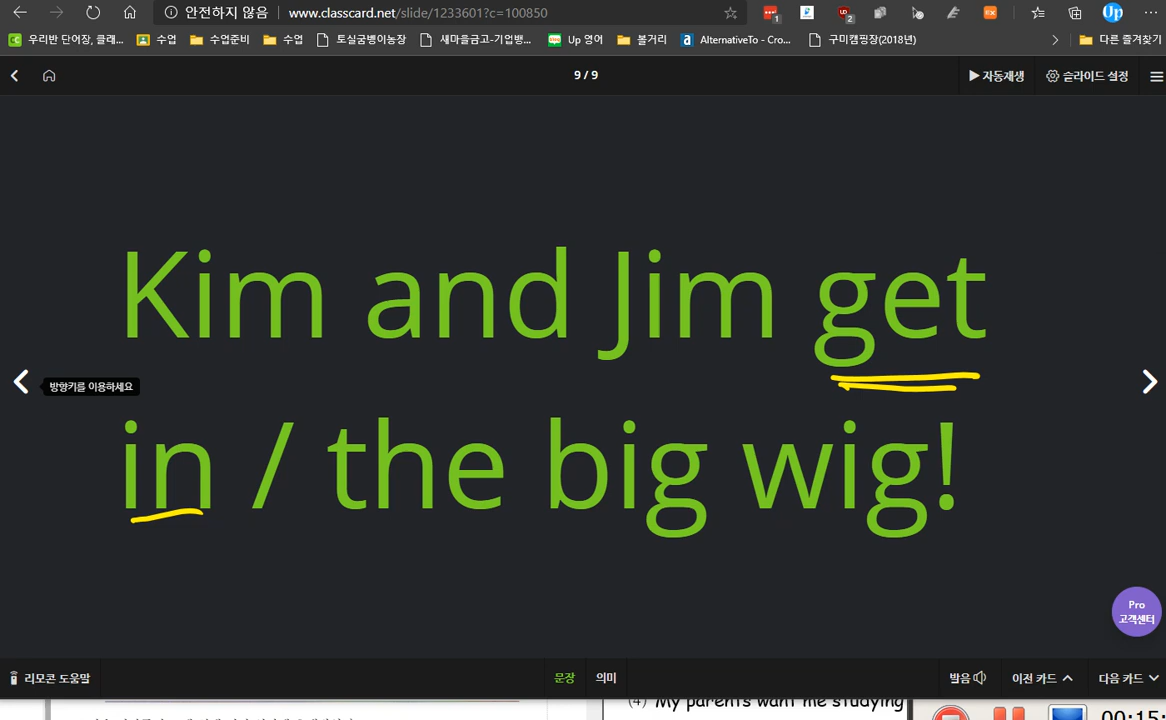 안전하지 않음 www.classcard.net/slide/1233601?c=100850
우리반 단어장, 클래... 수업 수업준비 수업 토실굼벵이농장 새마을금고-기업뱅... Up 영어 볼거리 AlternativeTo - Cro... 구미캠핑장(2018년) 다른 즐겨찾기
9 / 9 자동재생 슬라이드 설정
Kim and Jim get
방향키를 이용하세요
in / the big wig!
Pro
고객센터
리모콘 도움말 문장 의미 발음 이전 카드 다음 카드
(4) My parents want me studying
00:15: